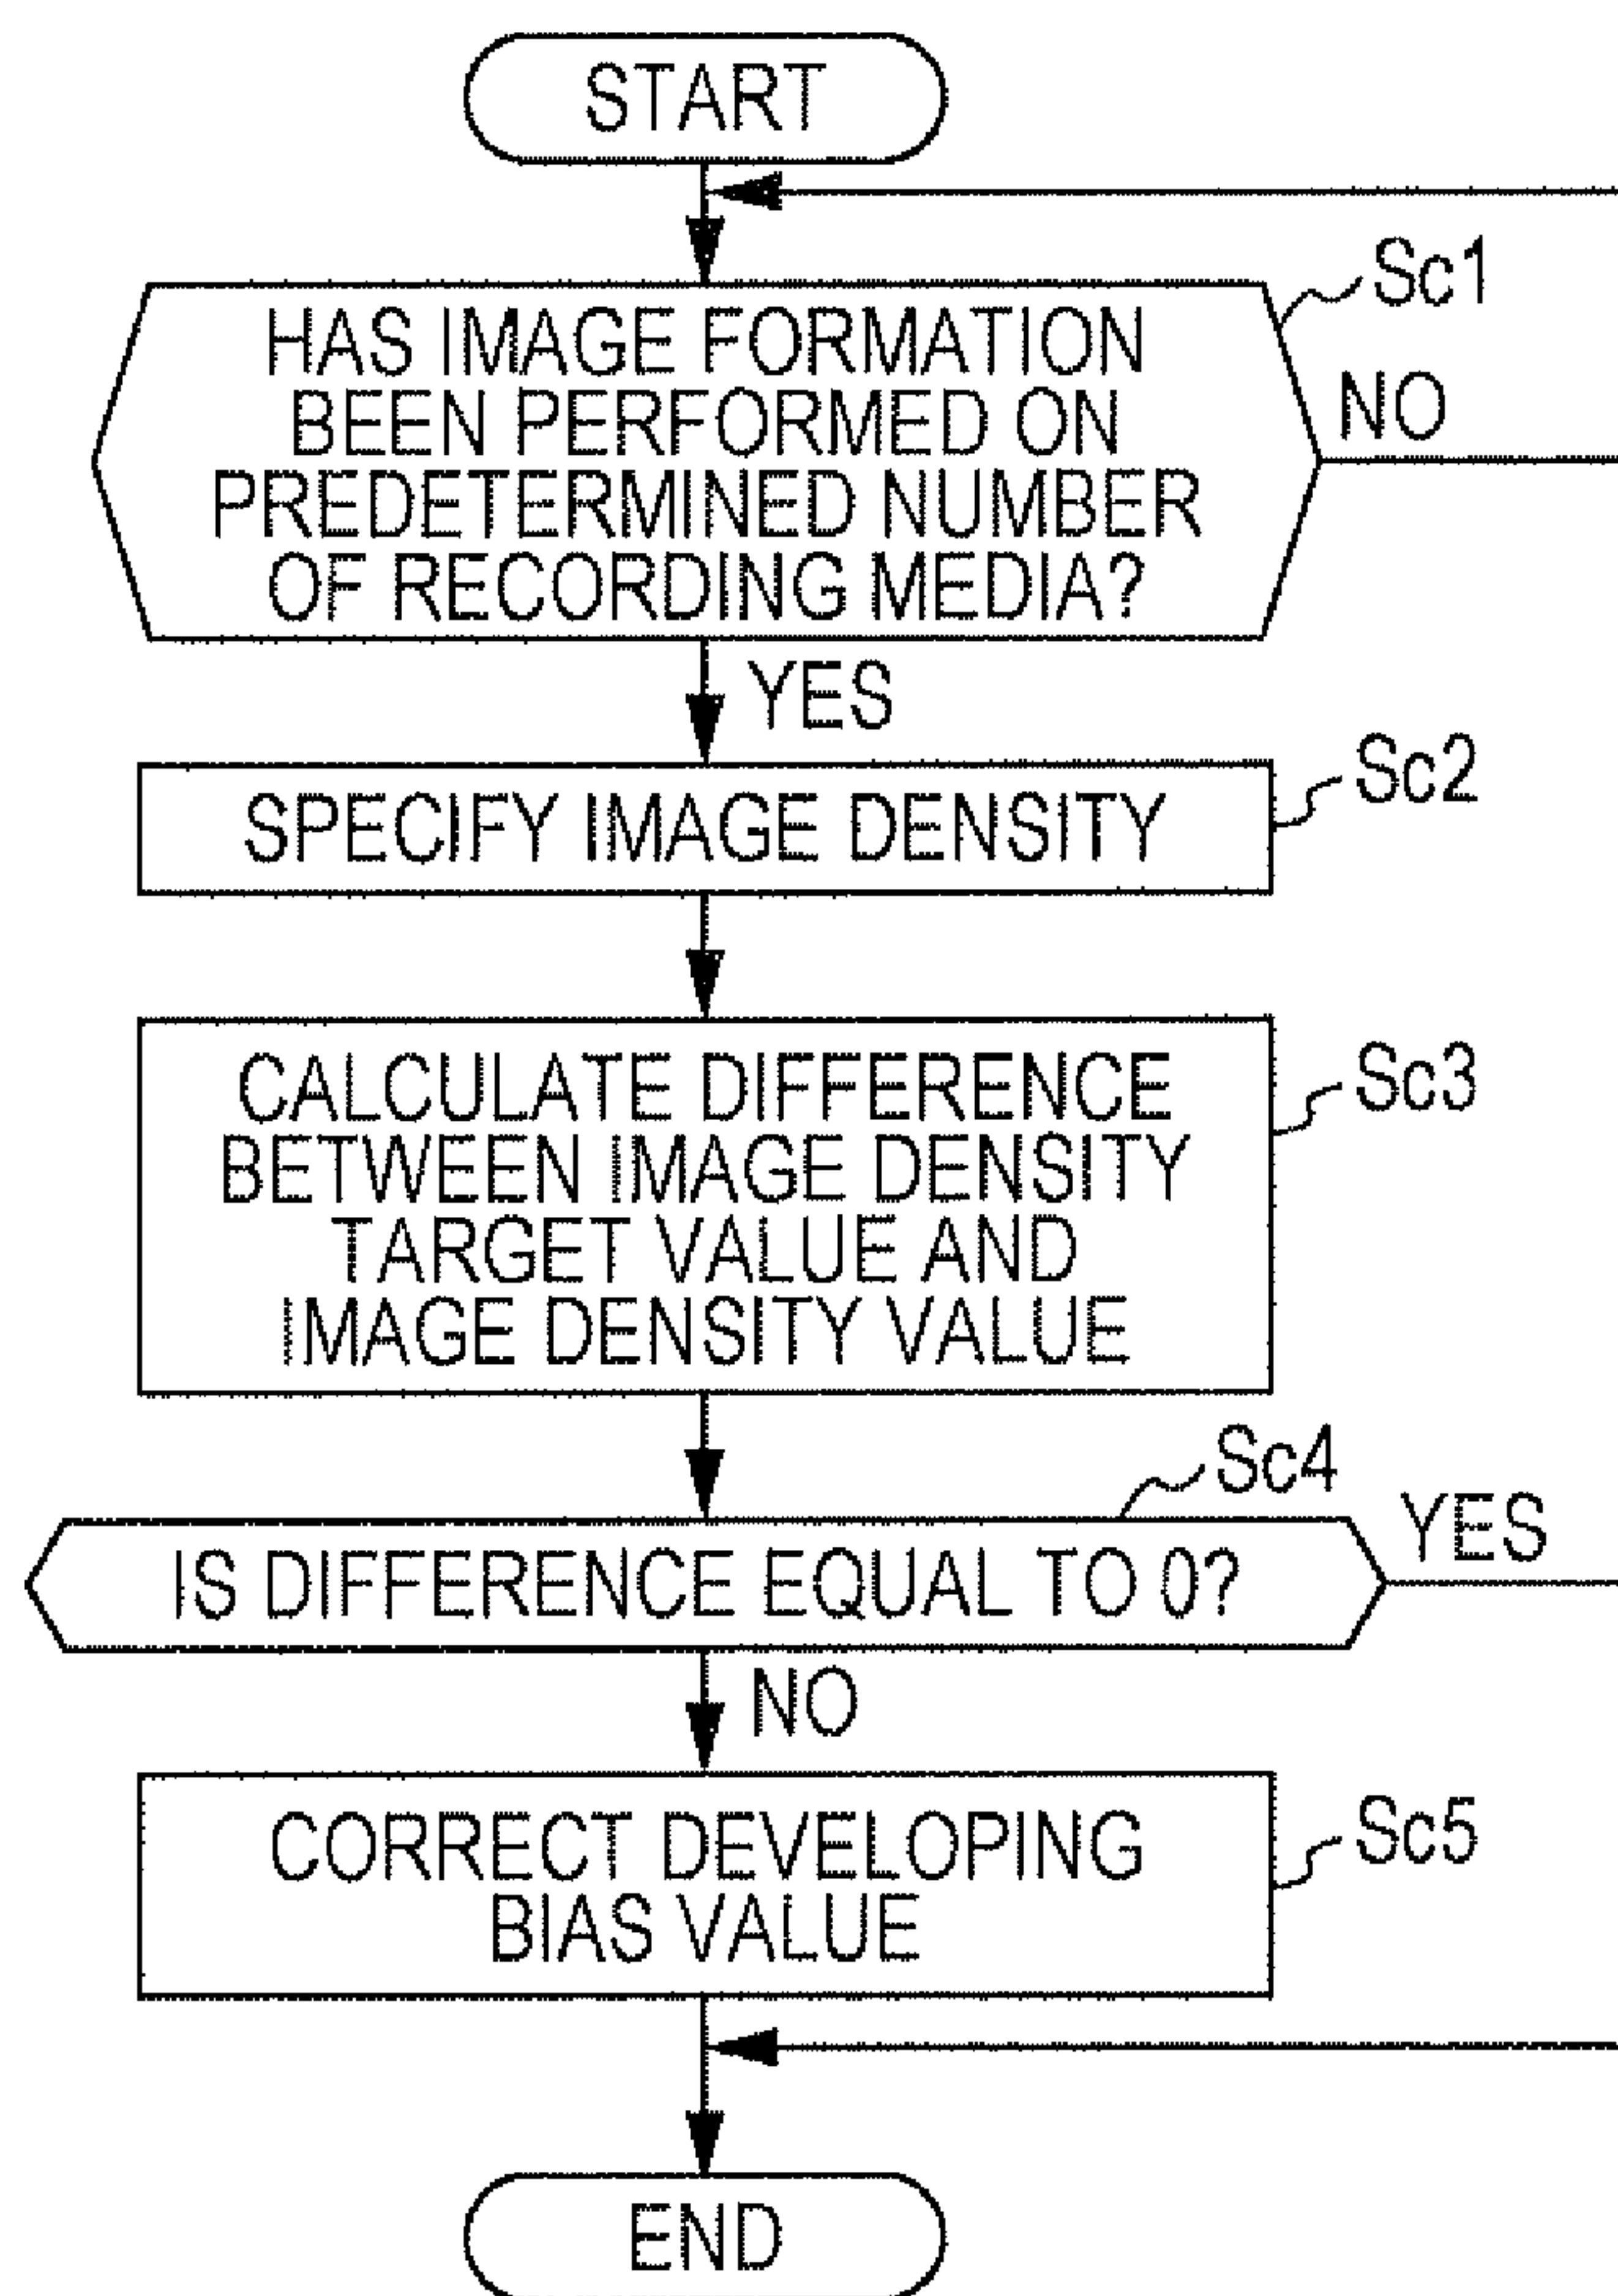 START
Sc1
HAS IMAGE FORMATION
BEEN PERFORMED ON
PREDETERMINED NUMBER
OF RECORDING MEDIA?
NO
YES
Sc2
SPECIFY IMAGE DENSITY
Sc3
CALCULATE DIFFERENCE
BETWEEN IMAGE DENSITY
TARGET VALUE AND
IMAGE DENSITY VALUE
Sc4
IS DIFFERENCE EQUAL TO 0?
YES
NO
Sc5
CORRECT DEVELOPING
BIAS VALUE
END